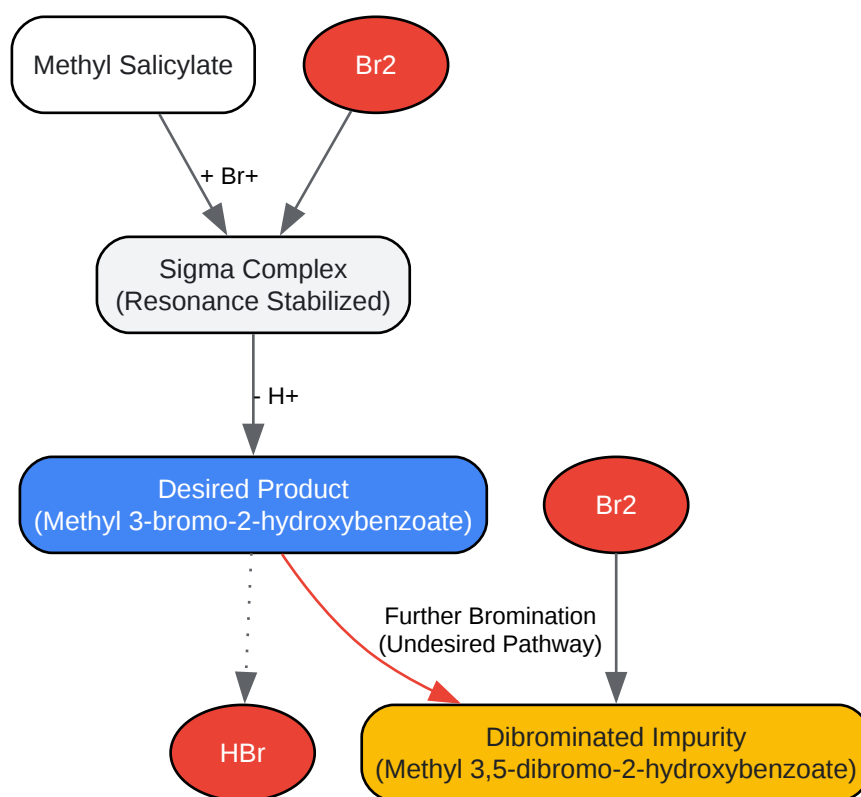 Methyl Salicylate
Br2
+ Br+
Sigma Complex
(Resonance Stabilized)
- H+
Desired Product
(Methyl 3-bromo-2-hydroxybenzoate)
Br2
Further Bromination
(Undesired Pathway)
HBr
Dibrominated Impurity
(Methyl 3,5-dibromo-2-hydroxybenzoate)